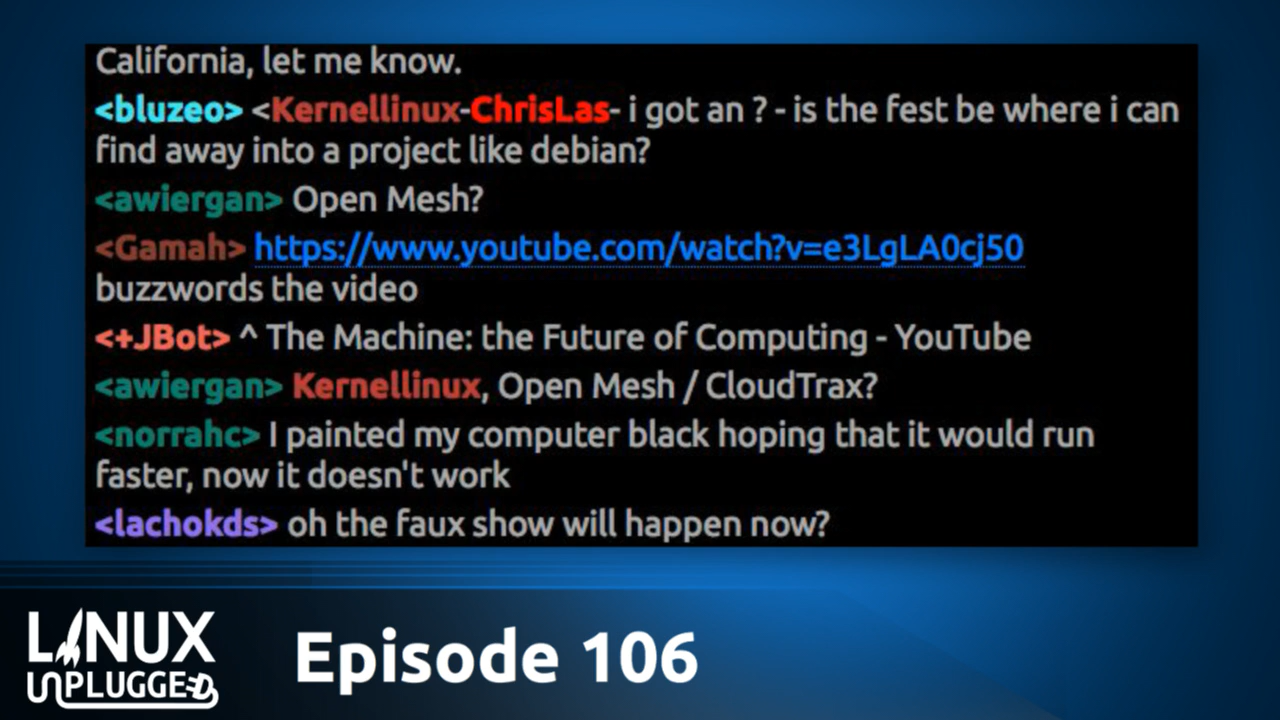 California, let me know.
<bluzeo> <Kernellinux-ChrisLas- i got an ? - is the fest be where i can
find away into a project like debian?
<awiergan> Open Mesh?
<Gamah> https://www.youtube.com/watch?v=e3LgLA0cj50
buzzwords the video
<+JBot> ^ The Machine: the Future of Computing - YouTube
<awiergan> Kernellinux, Open Mesh / CloudTrax?
<norrahc> I painted my computer black hoping that it would run
faster, now it doesn't work
<lachokds> oh the faux show will happen now?
LINUX
UNPLUGGED
Episode 106